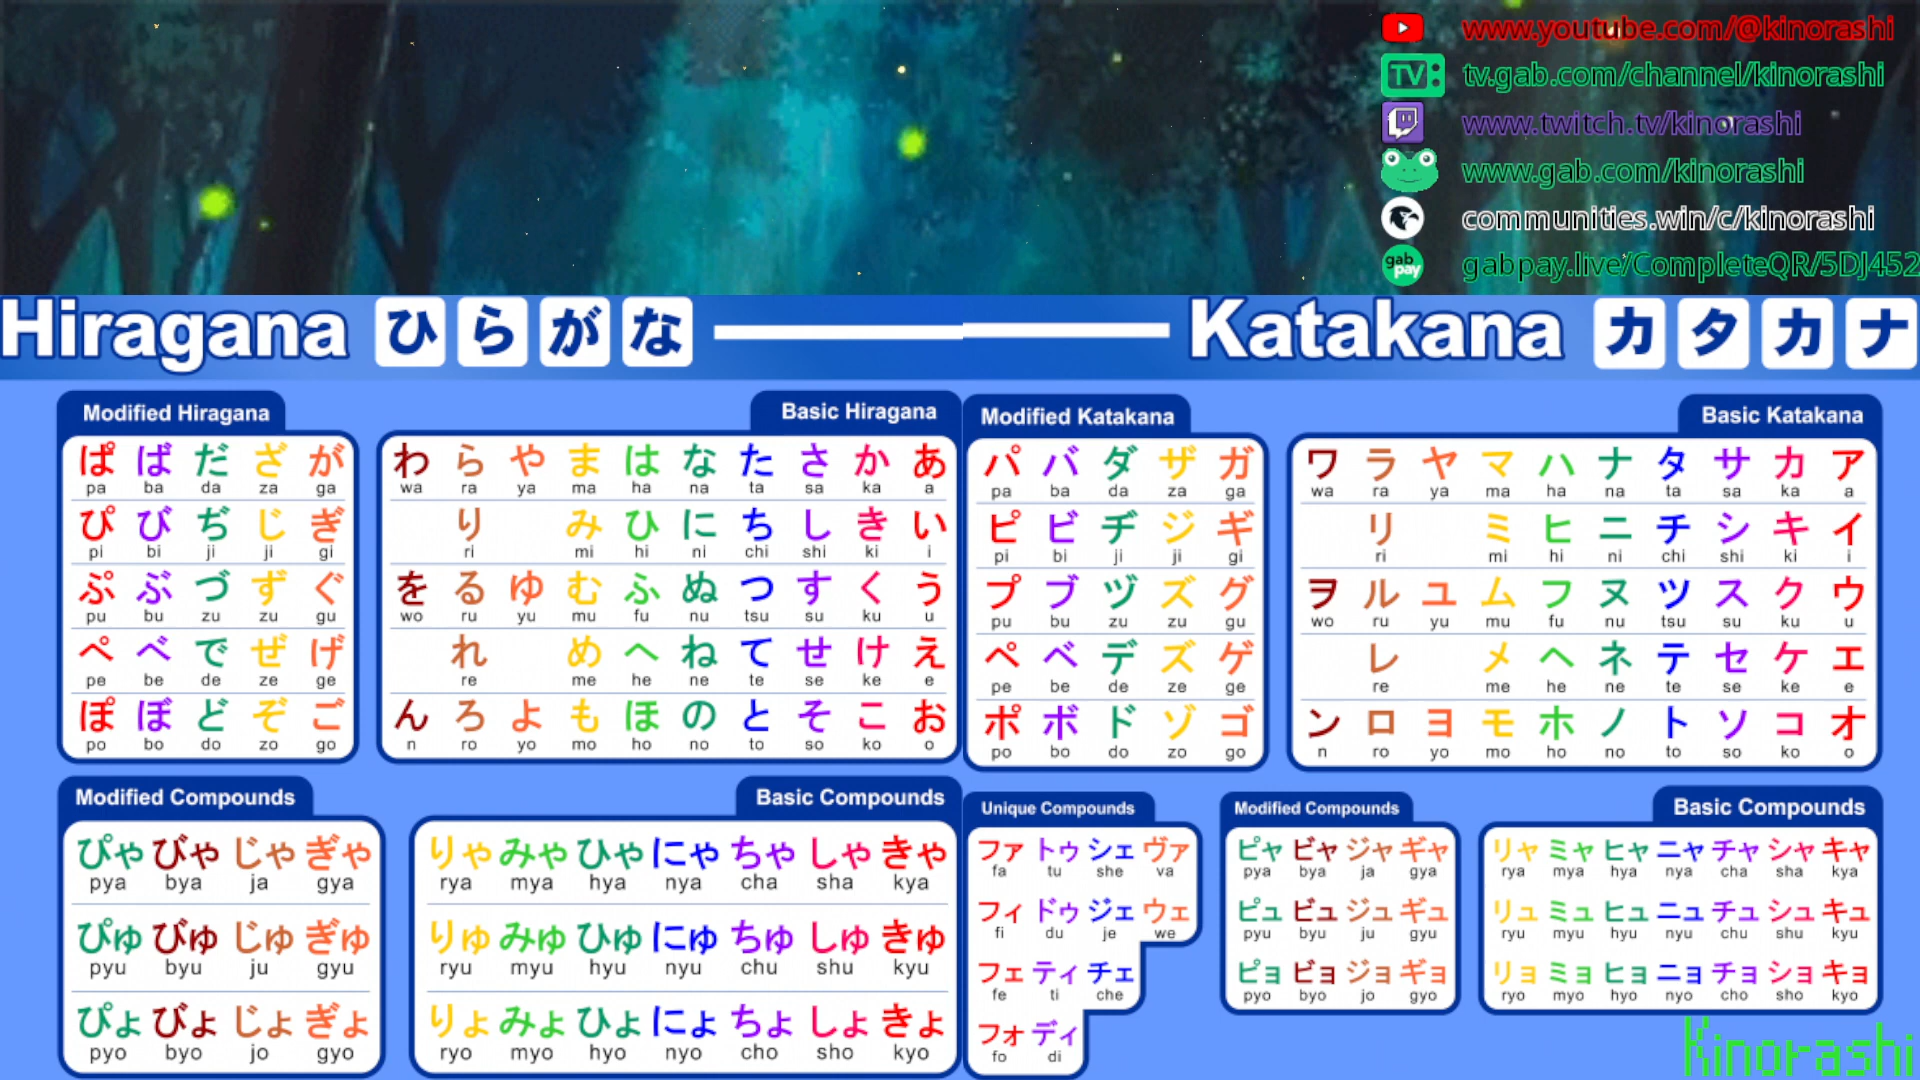 www.youtube.com/@kinorashi
TV: tv.gab.com/channel/kinorashi
www.twitch.tv/kinorashi
www.gab.com/kinorashi
communities.win/c/kinorashi
gab pay gabpay.live/CompleteQR/5DJ452
Hiragana ひ ら が な
Katakana カ タ カ ナ
Modified Hiragana
ぱ ば だ ざ が
pa ba da za ga
ぴ び ぢ じ ぎ
pi bi ji ji gi
ぷ ぶ づ ず ぐ
pu bu zu zu gu
ぺ べ で ぜ げ
pe be de ze ge
ぽ ぼ ど ぞ ご
po bo do zo go
Basic Hiragana
わ ら や ま は な た さ か あ
wa ra ya ma ha na ta sa ka a
り み ひ に ち し き い
ri mi hi ni chi shi ki i
を る ゆ む ふ ぬ つ す く う
wo ru yu mu fu nu tsu su ku u
れ め へ ね て せ け え
re me he ne te se ke e
ん ろ よ も ほ の と そ こ お
n ro yo mo ho no to so ko o
Modified Katakana
パ バ ダ ザ ガ
pa ba da za ga
ピ ビ ヂ ジ ギ
pi bi ji ji gi
プ ブ ヅ ズ グ
pu bu zu zu gu
ペ ベ デ ズ ゲ
pe be de ze ge
ポ ボ ド ゾ ゴ
po bo do zo go
Basic Katakana
ワ ラ ヤ マ ハ ナ タ サ カ ア
wa ra ya ma ha na ta sa ka a
リ ミ ヒ ニ チ シ キ イ
ri mi hi ni chi shi ki i
ヲ ル ユ ム フ ヌ ツ ス ク ウ
wo ru yu mu fu nu tsu su ku u
レ メ ヘ ネ テ セ ケ エ
re me he ne te se ke e
ン ロ ヨ モ ホ ノ ト ソ コ オ
n ro yo mo ho no to so ko o
Modified Compounds
ぴゃ びゃ じゃ ぎゃ
pya bya ja gya
ぴゅ びゅ じゅ ぎゅ
pyu byu ju gyu
ぴょ びょ じょ ぎょ
pyo byo jo gyo
Basic Compounds
りゃ みゃ ひゃ にゃ ちゃ しゃ きゃ
rya mya hya nya cha sha kya
りゅ みゅ ひゅ にゅ ちゅ しゅ きゅ
ryu myu hyu nyu chu shu kyu
りょ みょ ひょ にょ ちょ しょ きょ
ryo myo hyo nyo cho sho kyo
Unique Compounds
ファ トゥ シェ ヴァ
fa tu she va
フィ ドゥ ジェ ウェ
fi du je we
フェ ティ チェ
fe ti che
フォ ディ
fo di
Modified Compounds
ピャ ビャ ジャ ギャ
pya bya ja gya
ピュ ビュ ジュ ギュ
pyu byu ju gyu
ピョ ビョ ジョ ギョ
pyo byo jo gyo
Basic Compounds
リャ ミャ ヒャ ニャ チャ シャ キャ
rya mya hya nya cha sha kya
リュ ミュ ヒュ ニュ チュ シュ キュ
ryu myu hyu nyu chu shu kyu
リョ ミョ ヒョ ニョ チョ ショ キョ
ryo myo hyo nyo cho sho kyo
Kinorashi